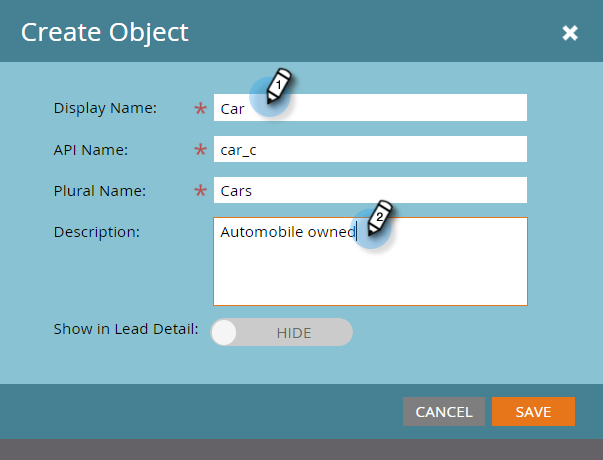 Create Object
Display Name: * Car 1
API Name: * car_c
Plural Name: * Cars
Description: Automobile owned 2
Show in Lead Detail: HIDE
CANCEL SAVE